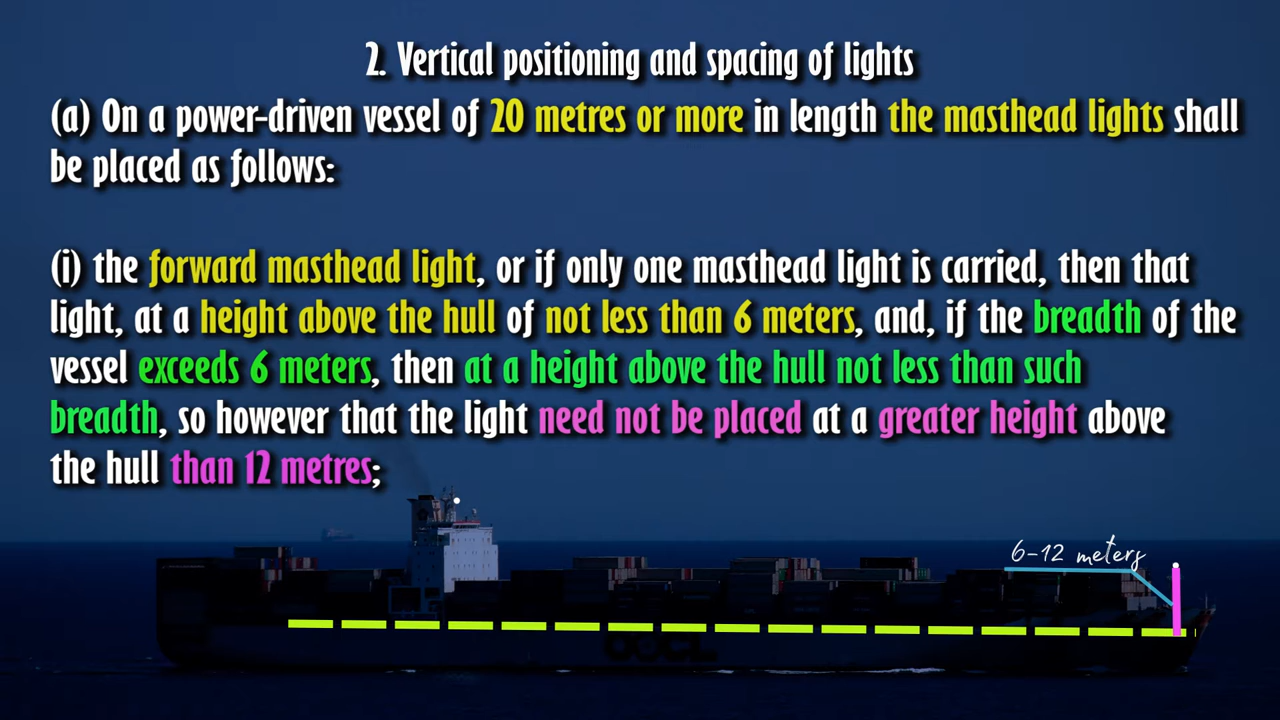 2. Vertical positioning and spacing of lights
(a) On a power-driven vessel of 20 metres or more in length the masthead lights shall
be placed as follows:
(i) the forward masthead light, or if only one masthead light is carried, then that
light, at a height above the hull of not less than 6 meters, and, if the breadth of the
vessel exceeds 6 meters, then at a height above the hull not less than such
breadth, so however that the light need not be placed at a greater height above
the hull than 12 metres;
6-12 meters
OOCL